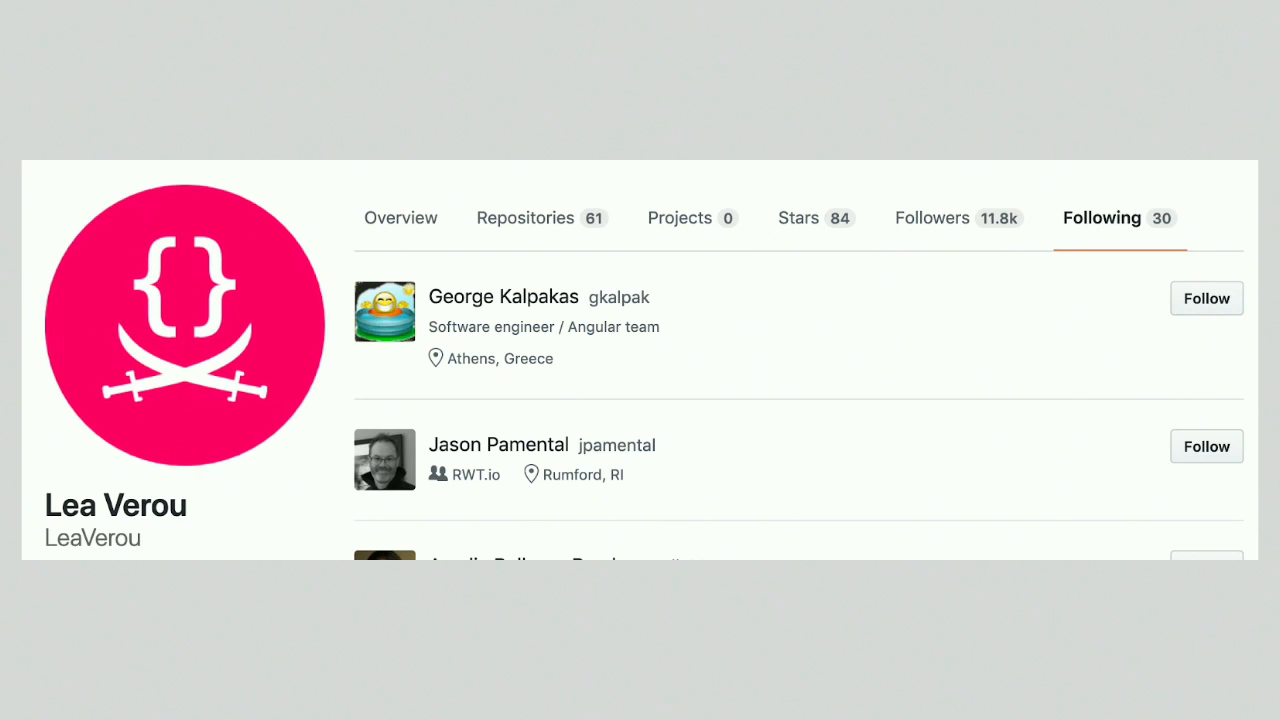 Overview Repositories 61 Projects 0 Stars 84 Followers 11.8k Following 30
George Kalpakas gkalpak
Follow
Software engineer / Angular team
Athens, Greece
Jason Pamental jpamental
Follow
RWT.io Rumford, RI
Lea Verou
LeaVerou